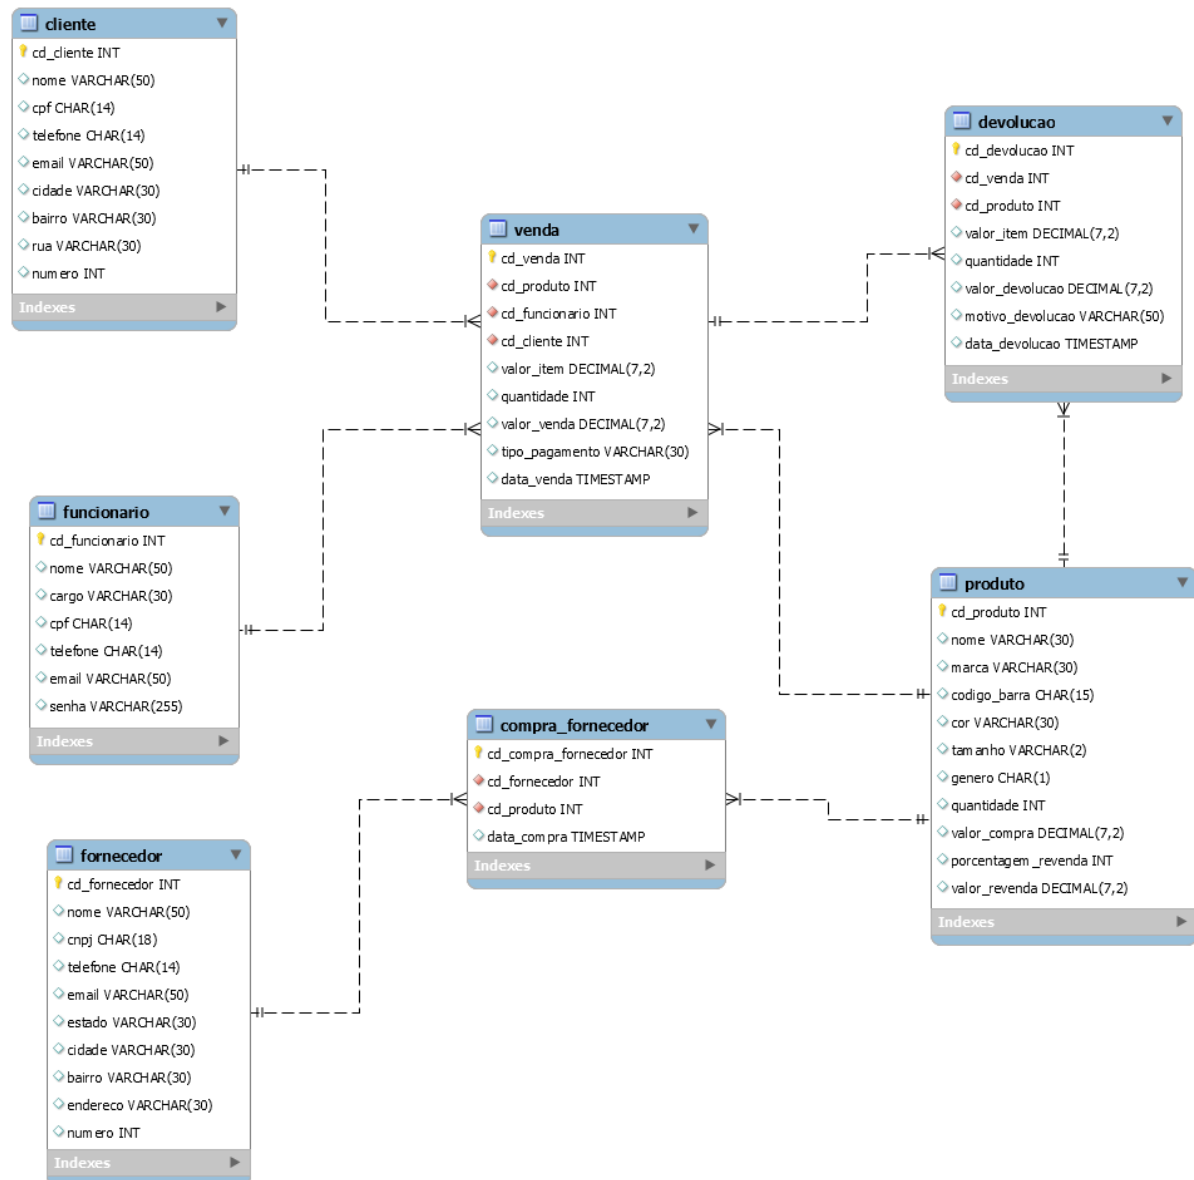 cliente
cd_cliente INT
nome VARCHAR(50)
cpf CHAR(14)
telefone CHAR(14)
email VARCHAR(50)
cidade VARCHAR(30)
bairro VARCHAR(30)
rua VARCHAR(30)
numero INT
Indexes
devolucao
cd_devolucao INT
cd_venda INT
cd_produto INT
valor_item DECIMAL(7,2)
quantidade INT
valor_devolucao DECIMAL(7,2)
motivo_devolucao VARCHAR(50)
data_devolucao TIMESTAMP
Indexes
venda
cd_venda INT
cd_produto INT
cd_funcionario INT
cd_cliente INT
valor_item DECIMAL(7,2)
quantidade INT
valor_venda DECIMAL(7,2)
tipo_pagamento VARCHAR(30)
data_venda TIMESTAMP
Indexes
funcionario
cd_funcionario INT
nome VARCHAR(50)
cargo VARCHAR(30)
cpf CHAR(14)
telefone CHAR(14)
email VARCHAR(50)
senha VARCHAR(255)
Indexes
produto
cd_produto INT
nome VARCHAR(30)
marca VARCHAR(30)
codigo_barra CHAR(15)
cor VARCHAR(30)
tamanho VARCHAR(2)
genero CHAR(1)
quantidade INT
valor_compra DECIMAL(7,2)
porcentagem_revenda INT
valor_revenda DECIMAL(7,2)
Indexes
compra_fornecedor
cd_compra_fornecedor INT
cd_fornecedor INT
cd_produto INT
data_compra TIMESTAMP
Indexes
fornecedor
cd_fornecedor INT
nome VARCHAR(50)
cnpj CHAR(18)
telefone CHAR(14)
email VARCHAR(50)
estado VARCHAR(30)
cidade VARCHAR(30)
bairro VARCHAR(30)
endereco VARCHAR(30)
numero INT
Indexes